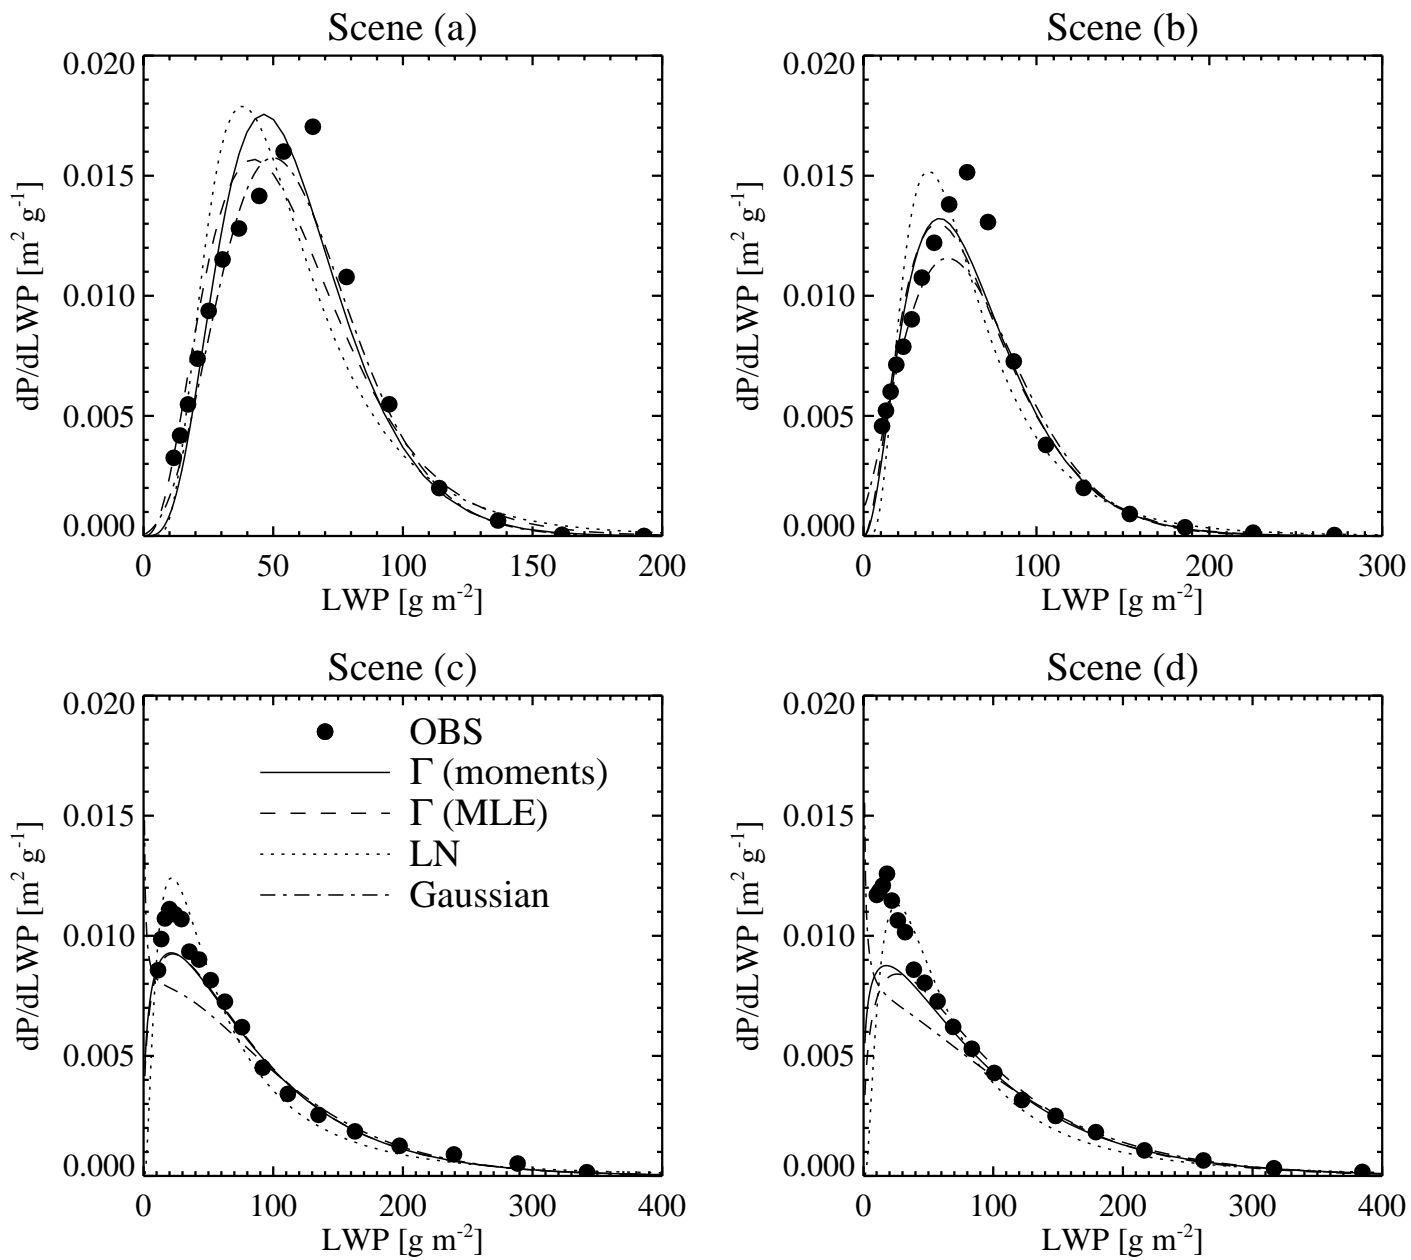 Scene (a)
0.020
0.015
0.010
0.005
0.000
dP/dLWP [m² g⁻¹]
0 50 100 150 200
LWP [g m⁻²]
Scene (b)
0.020
0.015
0.010
0.005
0.000
dP/dLWP [m² g⁻¹]
0 100 200 300
LWP [g m⁻²]
Scene (c)
0.020
0.015
0.010
0.005
0.000
dP/dLWP [m² g⁻¹]
OBS
Γ (moments)
Γ (MLE)
LN
Gaussian
0 100 200 300 400
LWP [g m⁻²]
Scene (d)
0.020
0.015
0.010
0.005
0.000
dP/dLWP [m² g⁻¹]
0 100 200 300 400
LWP [g m⁻²]